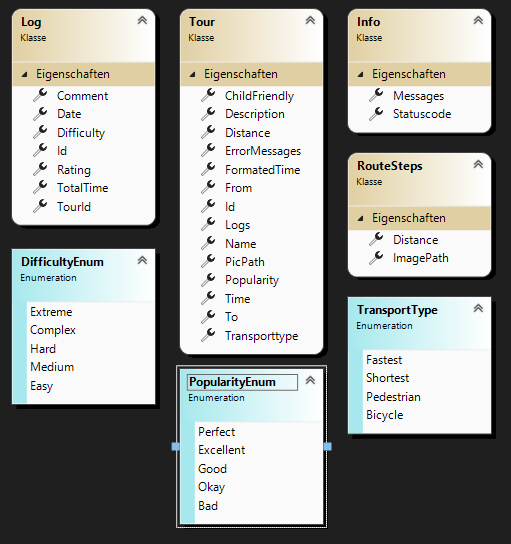 Log
Klasse
Eigenschaften
Comment
Date
Difficulty
Id
Rating
TotalTime
TourId
DifficultyEnum
Enumeration
Extreme
Complex
Hard
Medium
Easy
Tour
Klasse
Eigenschaften
ChildFriendly
Description
Distance
ErrorMessages
FormatedTime
From
Id
Logs
Name
PicPath
Popularity
Time
To
Transporttype
PopularityEnum
Enumeration
Perfect
Excellent
Good
Okay
Bad
Info
Klasse
Eigenschaften
Messages
Statuscode
RouteSteps
Klasse
Eigenschaften
Distance
ImagePath
TransportType
Enumeration
Fastest
Shortest
Pedestrian
Bicycle